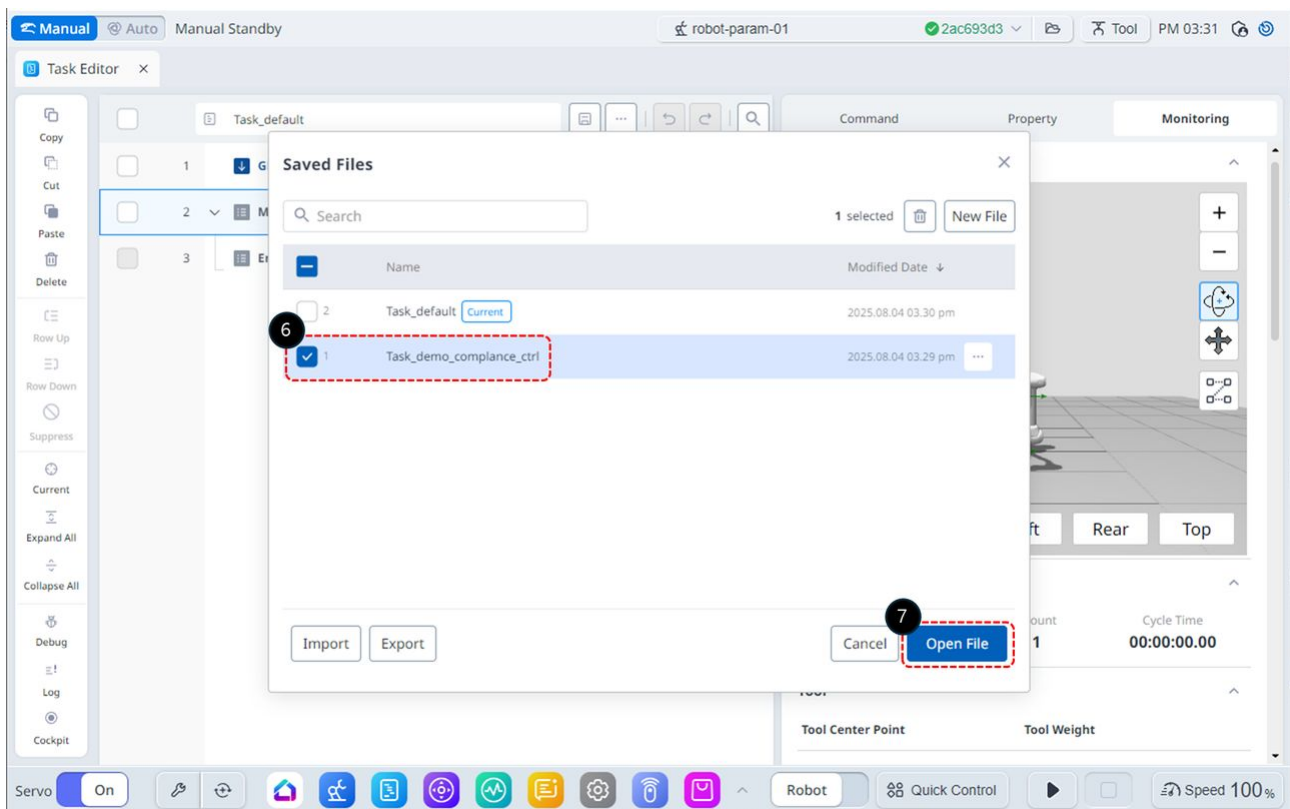 Manual Auto Manual Standby robot-param-01 2ac693d3 Tool PM 03:31
Task Editor ×
Copy
Cut
Paste
Delete
Row Up
Row Down
Suppress
Current
Expand All
Collapse All
Debug
Log
Cockpit
Task_default
1 G
2 M
3 Er
Command Property Monitoring
Saved Files
Search 1 selected New File
Name Modified Date ↓
2 Task_default Current 2025.08.04 03.30 pm
6
1 Task_demo_complance_ctrl 2025.08.04 03.29 pm ...
7
Import Export Cancel Open File
ft Rear Top
ount Cycle Time
1 00:00:00.00
Tool Center Point Tool Weight
Servo On Robot Quick Control Speed 100%